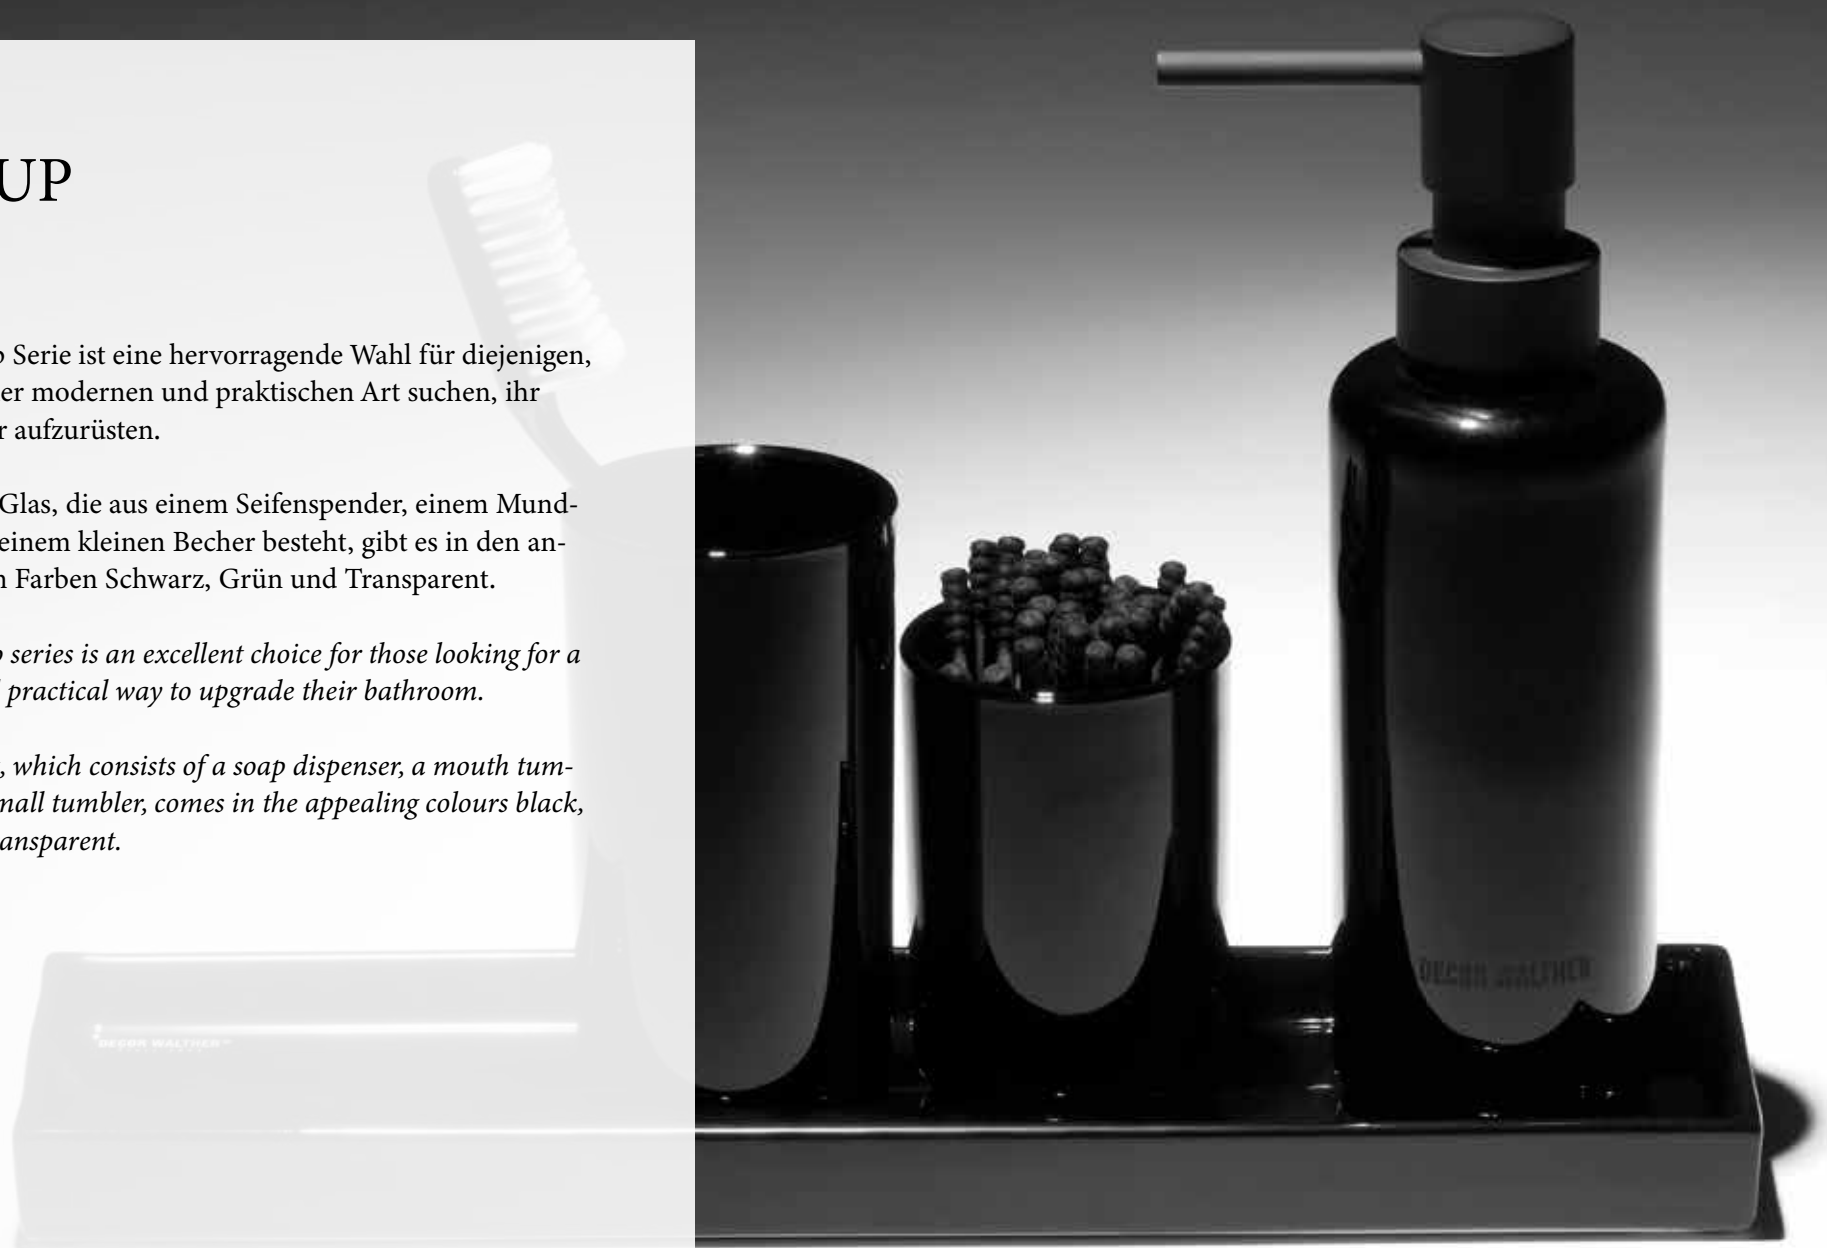 UP
Serie ist eine hervorragende Wahl für diejenigen,
er modernen und praktischen Art suchen, ihr
r aufzurüsten.
Glas, die aus einem Seifenspender, einem Mund-
einem kleinen Becher besteht, gibt es in den an-
n Farben Schwarz, Grün und Transparent.
series is an excellent choice for those looking for a
practical way to upgrade their bathroom.
, which consists of a soap dispenser, a mouth tum-
mall tumbler, comes in the appealing colours black,
ansparent.
DECOR WALTHER
DECOR WALTHER